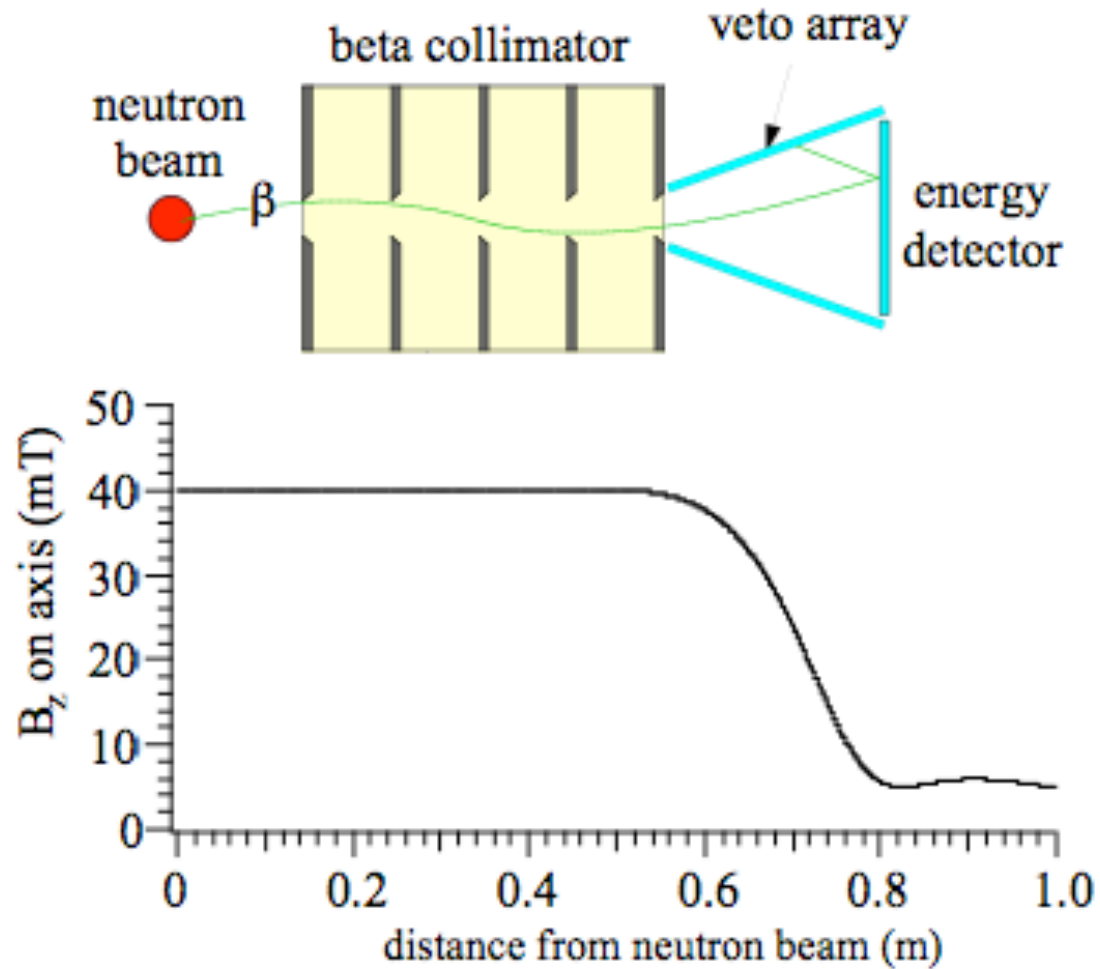 beta collimator
veto array
neutron
beam
β
energy
detector
50
40
30
20
10
0
B_z on axis (mT)
0
0.2
0.4
0.6
0.8
1.0
distance from neutron beam (m)